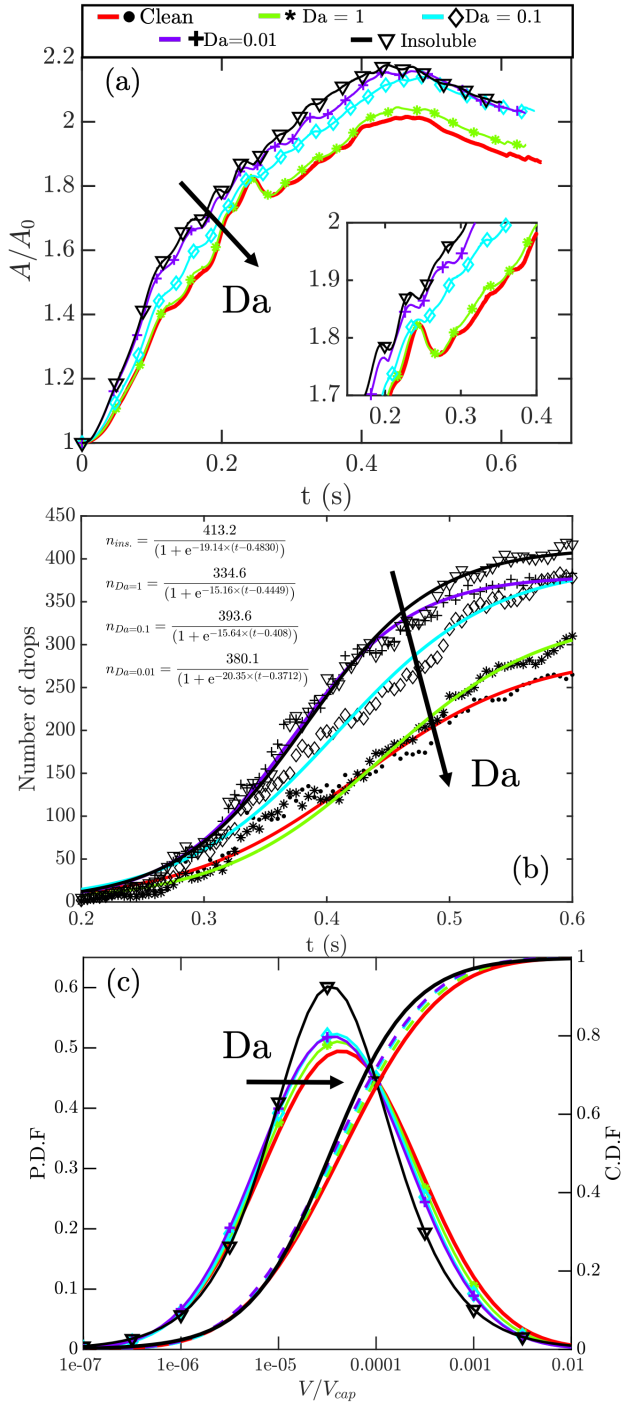 Clean * Da = 1 Da = 0.1
Da=0.01 Insoluble
(a)
2.2
2
1.8
1.6
1.4
1.2
1
A/A₀
Da
2
1.9
1.8
1.7
0.2 0.3 0.4
0 0.2 0.4 0.6
t (s)
450
400
350
300
250
200
150
100
50
0
Number of drops
n_ins. = 413.2 / (1 + e^{-19.14×(t-0.4830)})
n_Da=1 = 334.6 / (1 + e^{-15.16×(t-0.4449)})
n_Da=0.1 = 393.6 / (1 + e^{-15.64×(t-0.408)})
n_Da=0.01 = 380.1 / (1 + e^{-20.35×(t-0.3712)})
Da
(b)
0.2 0.3 0.4 0.5 0.6
t (s)
(c)
0.6
0.5
0.4
0.3
0.2
0.1
0
P.D.F
Da
1
0.8
0.6
0.4
0.2
0
C.D.F
1e-07 1e-06 1e-05 0.0001 0.001 0.01
V/V_cap